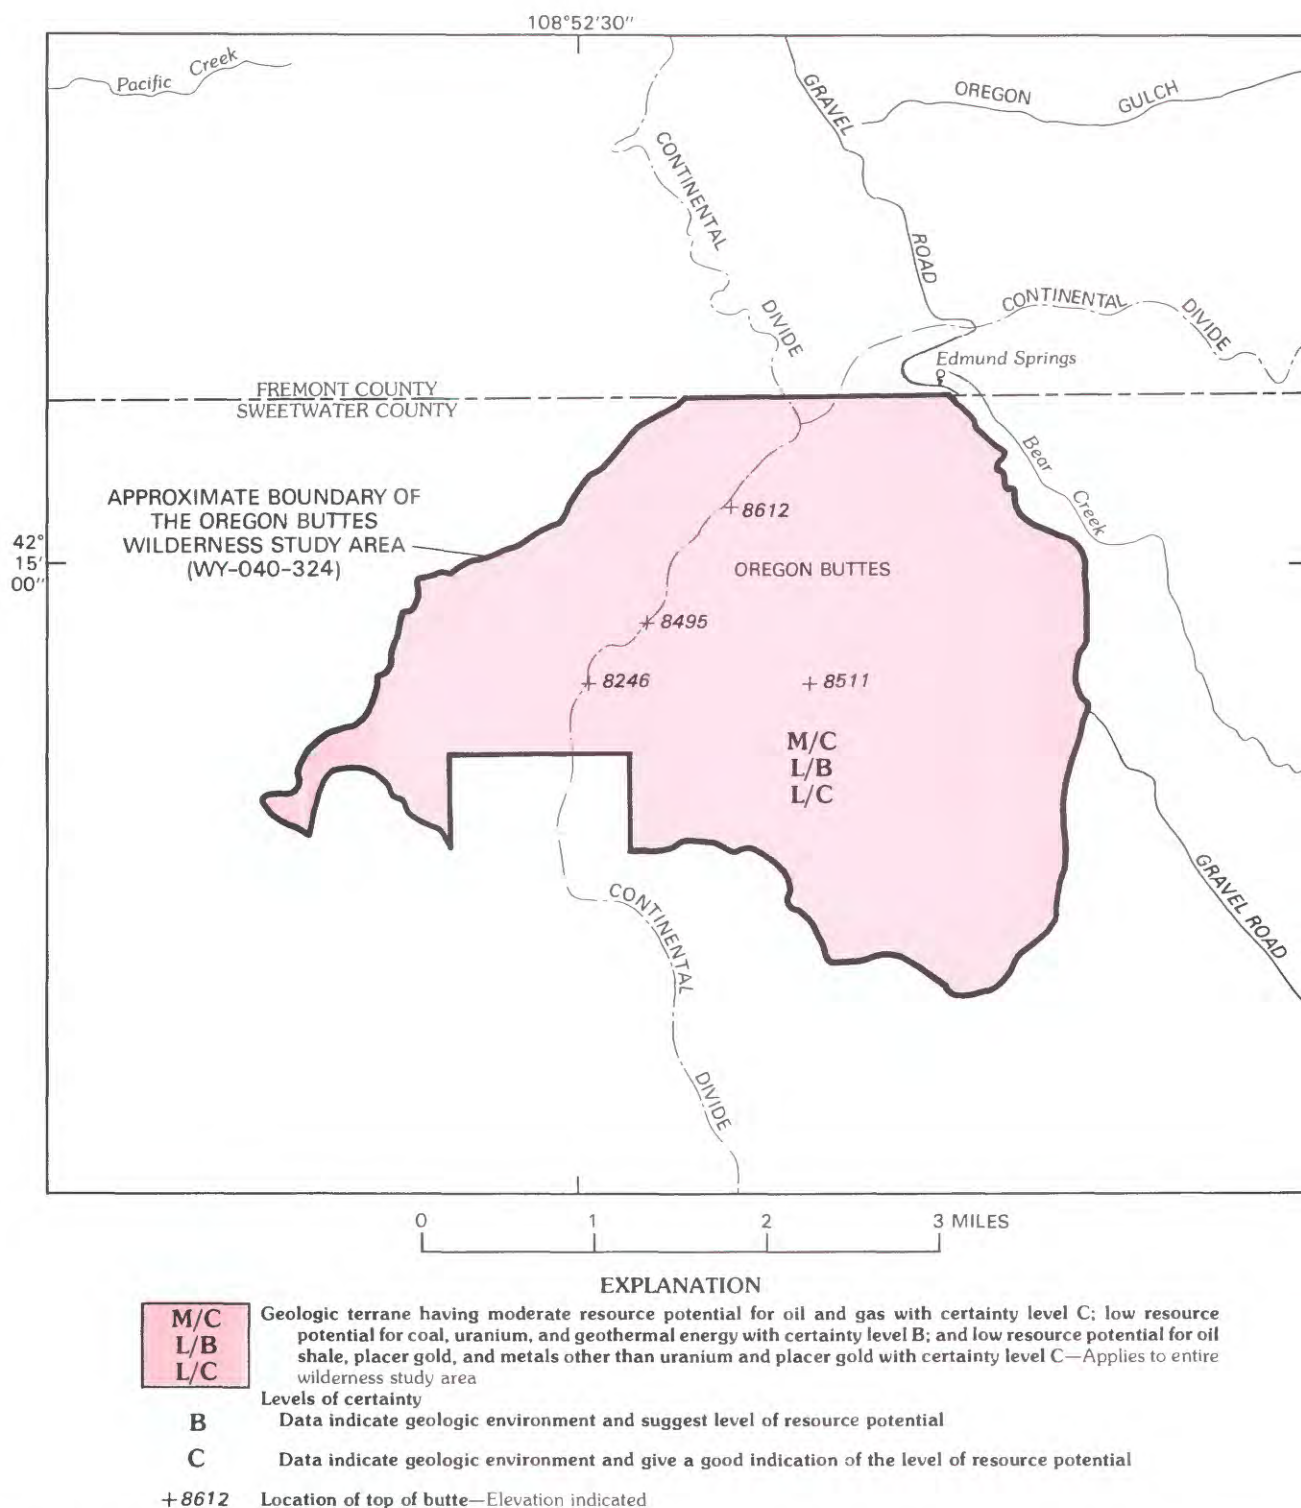 108°52'30"
Pacific Creek
GRAVEL ROAD
OREGON GULCH
CONTINENTAL DIVIDE
CONTINENTAL DIVIDE
Edmund Springs
FREMONT COUNTY
SWEETWATER COUNTY
Bear Creek
APPROXIMATE BOUNDARY OF
THE OREGON BUTTES
WILDERNESS STUDY AREA
(WY-040-324)
42°
15'
00"
+8612
OREGON BUTTES
+8495
+8246
+8511
M/C
L/B
L/C
GRAVEL ROAD
CONTINENTAL DIVIDE
0 1 2 3 MILES
EXPLANATION
M/C
L/B
L/C
Geologic terrane having moderate resource potential for oil and gas with certainty level C; low resource
potential for coal, uranium, and geothermal energy with certainty level B; and low resource potential for oil
shale, placer gold, and metals other than uranium and placer gold with certainty level C—Applies to entire
wilderness study area
Levels of certainty
B Data indicate geologic environment and suggest level of resource potential
C Data indicate geologic environment and give a good indication of the level of resource potential
+8612 Location of top of butte—Elevation indicated